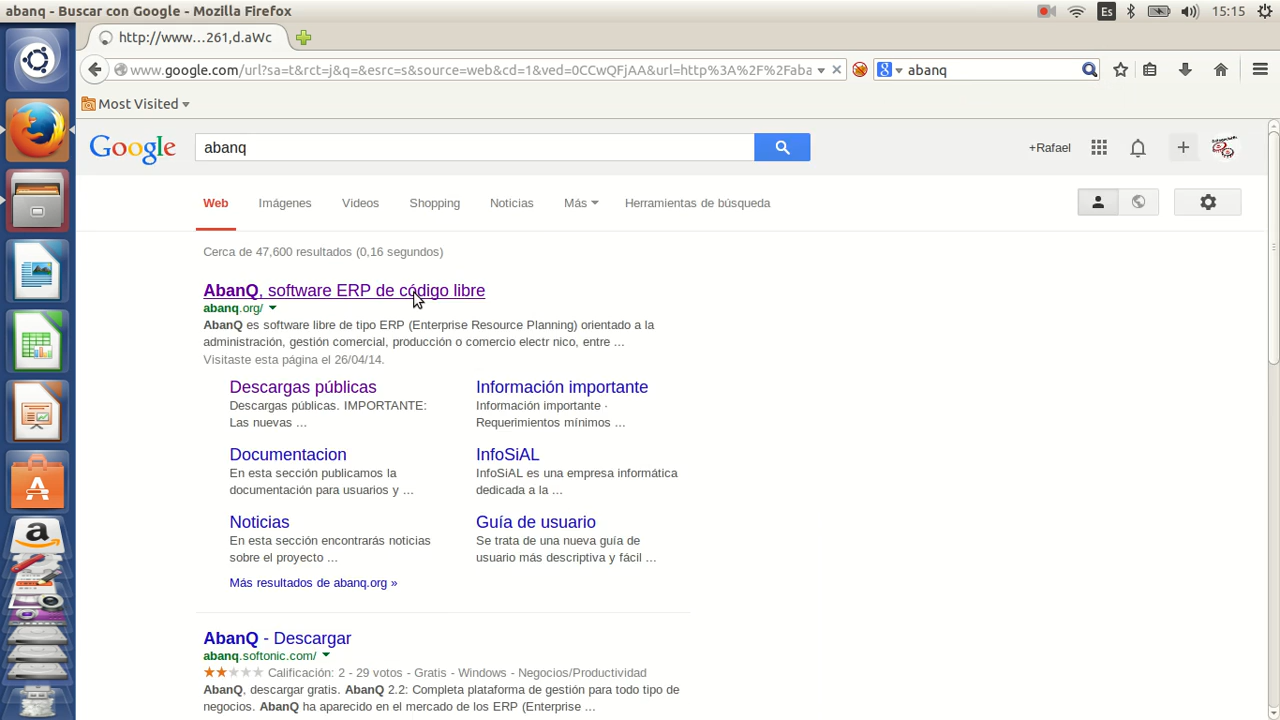 abanq - Buscar con Google - Mozilla Firefox
Es
15:15
http://www...261,d.aWc
www.google.com/url?sa=t&rct=j&q=&esrc=s&source=web&cd=1&ved=0CCwQFjAA&url=http%3A%2F%2Faba
abanq
Most Visited
Google
abanq
+Rafael
Web
Imágenes
Videos
Shopping
Noticias
Más
Herramientas de búsqueda
Cerca de 47,600 resultados (0,16 segundos)
AbanQ, software ERP de código libre
abanq.org/
AbanQ es software libre de tipo ERP (Enterprise Resource Planning) orientado a la
administración, gestión comercial, producción o comercio electr nico, entre ...
Visitaste esta página el 26/04/14.
Descargas públicas
Descargas públicas. IMPORTANTE:
Las nuevas ...
Información importante
Información importante ·
Requerimientos mínimos ...
Documentacion
En esta sección publicamos la
documentación para usuarios y ...
InfoSiAL
InfoSiAL es una empresa informática
dedicada a la ...
Noticias
En esta sección encontrarás noticias
sobre el proyecto ...
Guía de usuario
Se trata de una nueva guía de
usuario más descriptiva y fácil ...
Más resultados de abanq.org »
AbanQ - Descargar
abanq.softonic.com/
Calificación: 2 - 29 votos - Gratis - Windows - Negocios/Productividad
AbanQ, descargar gratis. AbanQ 2.2: Completa plataforma de gestión para todo tipo de
negocios. AbanQ ha aparecido en el mercado de los ERP (Enterprise ...